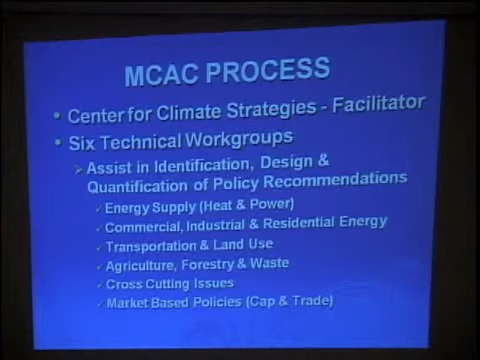 MCAC PROCESS
• Center for Climate Strategies - Facilitator
• Six Technical Workgroups
➢ Assist in Identification, Design &
Quantification of Policy Recommendations
✓ Energy Supply (Heat & Power)
✓ Commercial, Industrial & Residential Energy
✓ Transportation & Land Use
✓ Agriculture, Forestry & Waste
✓ Cross Cutting Issues
✓ Market Based Policies (Cap & Trade)